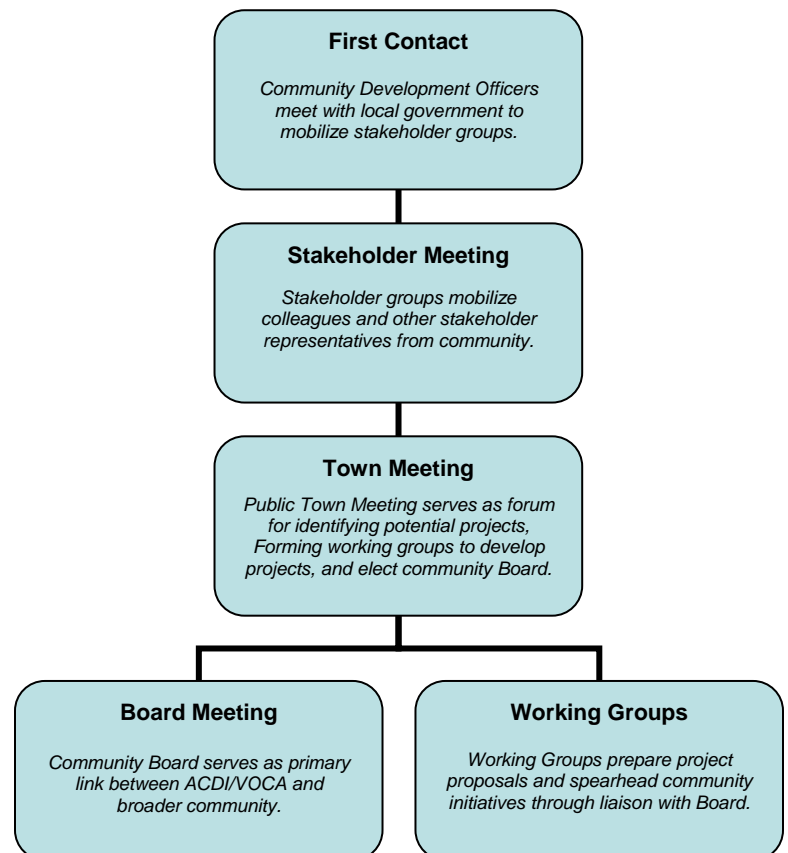 First Contact
Community Development Officers
meet with local government to
mobilize stakeholder groups.
Stakeholder Meeting
Stakeholder groups mobilize
colleagues and other stakeholder
representatives from community.
Town Meeting
Public Town Meeting serves as forum
for identifying potential projects,
Forming working groups to develop
projects, and elect community Board.
Board Meeting
Community Board serves as primary
link between ACDI/VOCA and
broader community.
Working Groups
Working Groups prepare project
proposals and spearhead community
initiatives through liaison with Board.